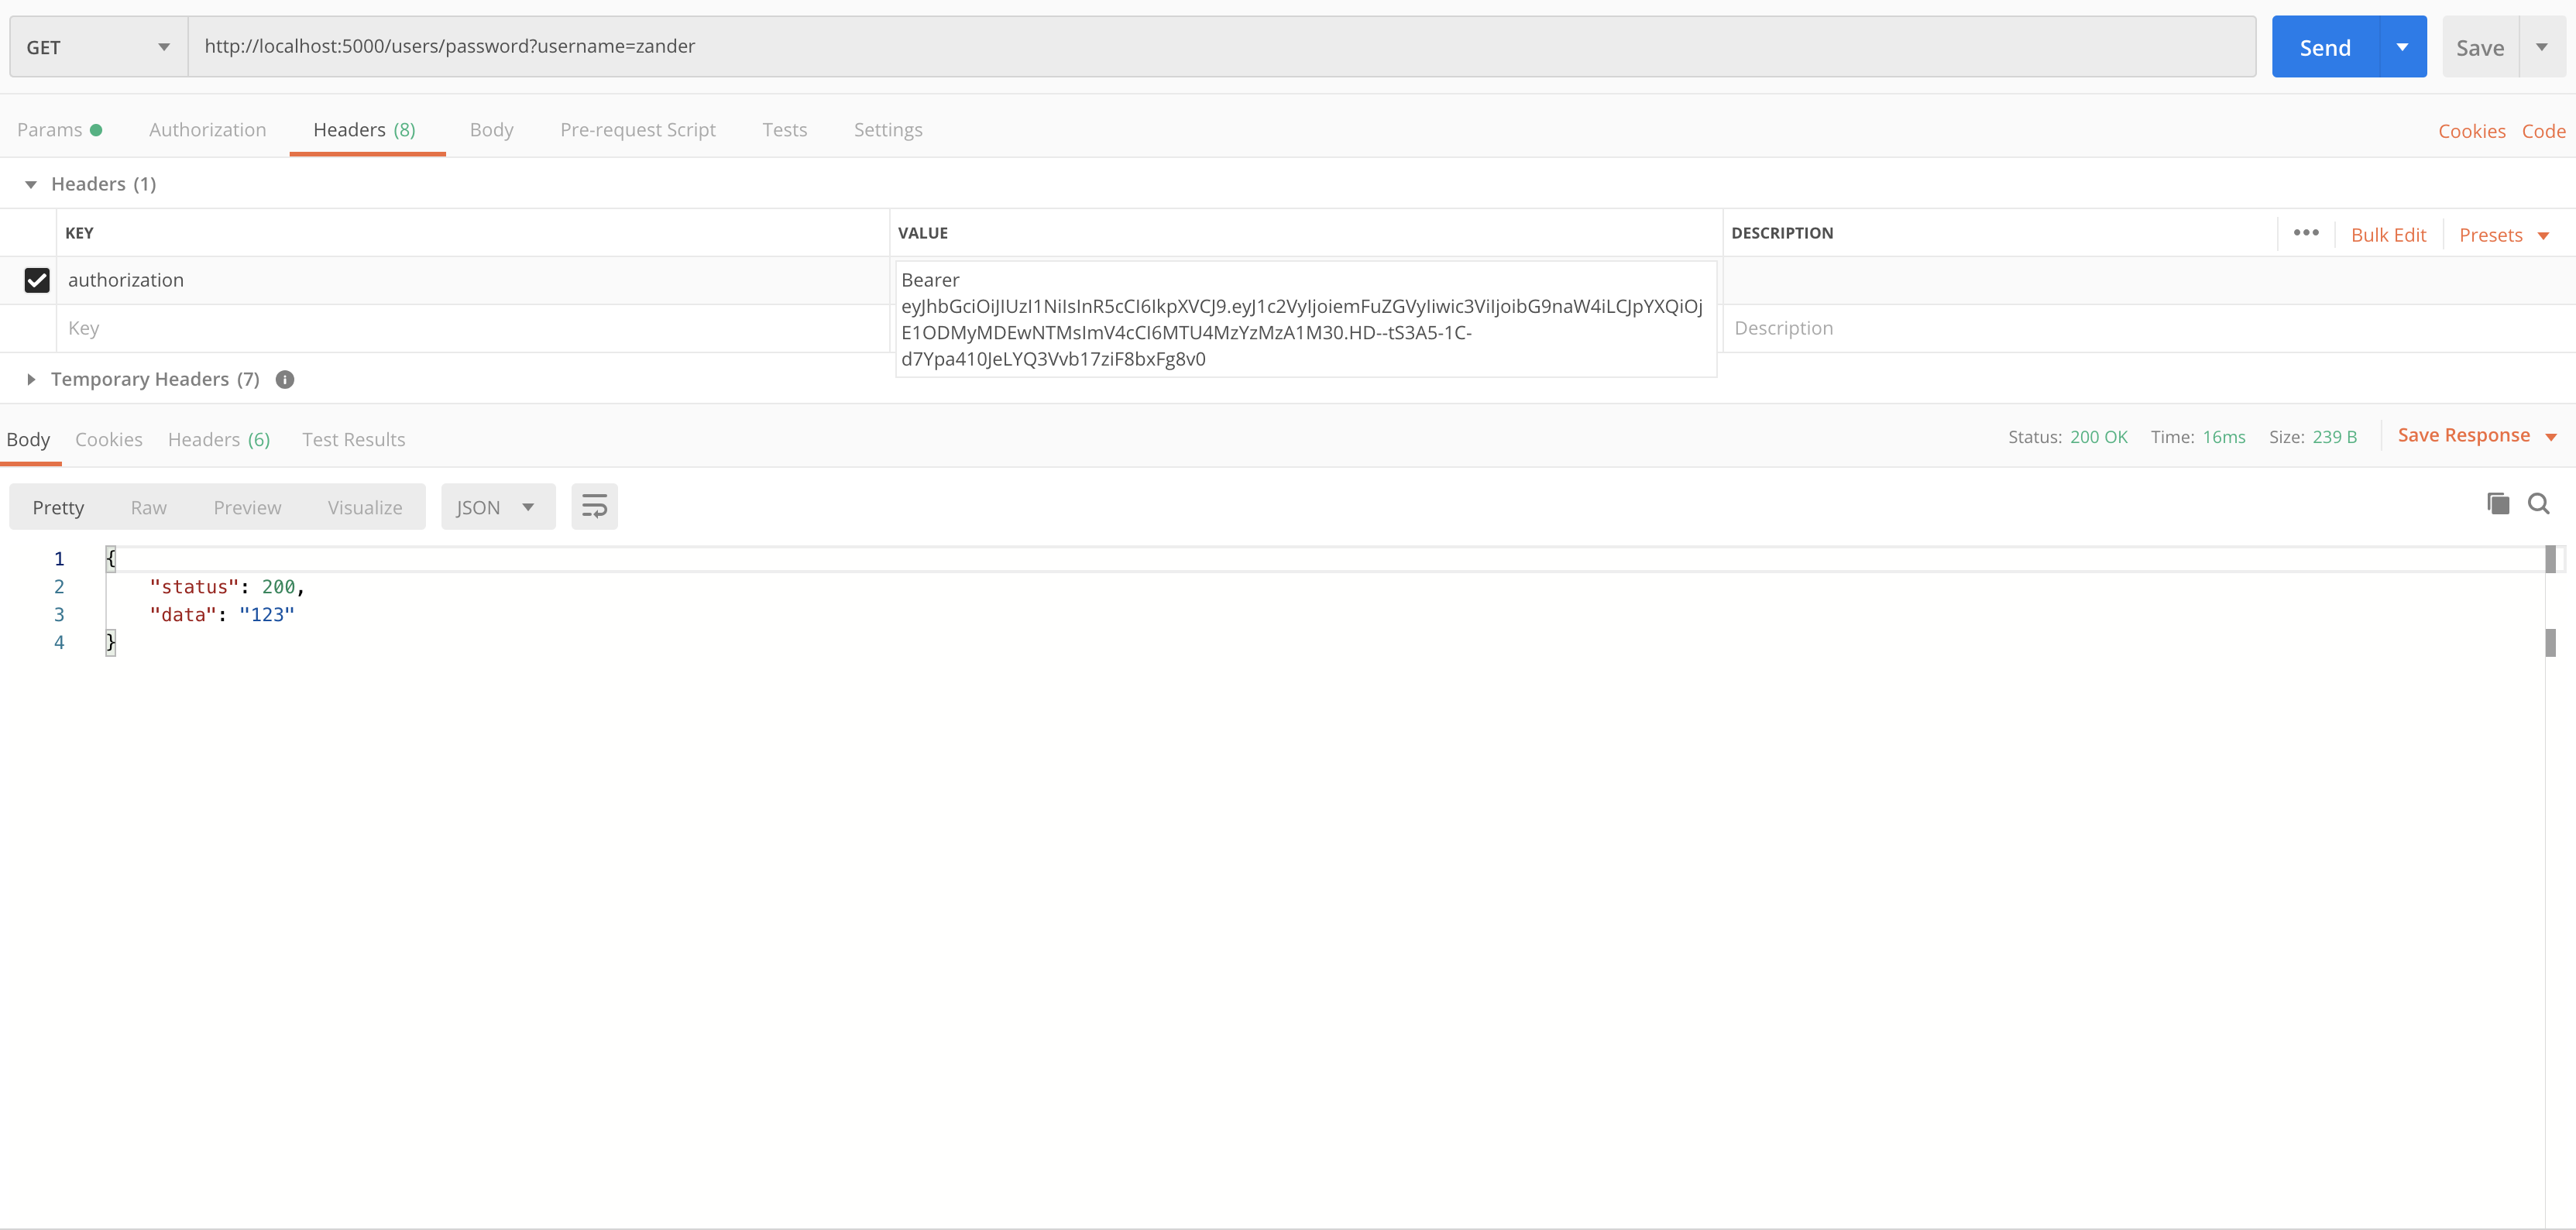 GET http://localhost:5000/users/password?username=zander Send Save
Params Authorization Headers (8) Body Pre-request Script Tests Settings Cookies Code
Headers (1)
KEY VALUE DESCRIPTION ••• Bulk Edit Presets
authorization Bearer
eyJhbGciOiJIUzI1NiIsInR5cCI6IkpXVCJ9.eyJ1c2VyIjoiemFuZGVyIiwic3ViIjoibG9naW4iLCJpYXQiOj
E1ODMyMDEwNTMsImV4cCI6MTU4MzYzMzA1M30.HD--tS3A5-1C-
d7Ypa410JeLYQ3Vvb17ziF8bxFg8v0
Key Description
Temporary Headers (7)
Body Cookies Headers (6) Test Results Status: 200 OK Time: 16ms Size: 239 B Save Response
Pretty Raw Preview Visualize JSON
1 {
2 "status": 200,
3 "data": "123"
4 }